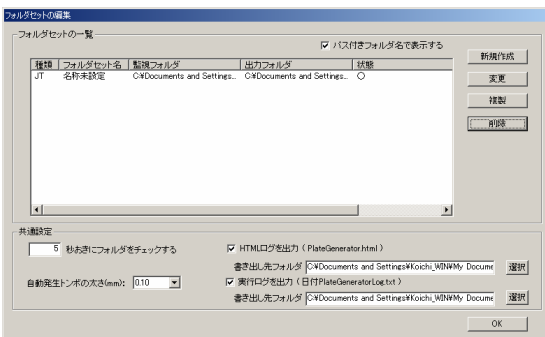 フォルダセットの編集
フォルダセットの一覧
パス付きフォルダ名で表示する
種類 フォルダセット名 監視フォルダ 出力フォルダ 状態
JT 名称未設定 C:¥Documents and Settings... C:¥Documents and Settings... ○
新規作成
変更
複製
削除
共通設定
5 秒おきにフォルダをチェックする
自動発生トンボの太さ(mm): 0.10
HTMLログを出力 ( PlateGenerator.html )
書き出し先フォルダ C:¥Documents and Settings¥Koichi_WIN¥My Docume 選択
実行ログを出力 ( 日付PlateGeneratorLog.txt )
書き出し先フォルダ C:¥Documents and Settings¥Koichi_WIN¥My Docume 選択
OK